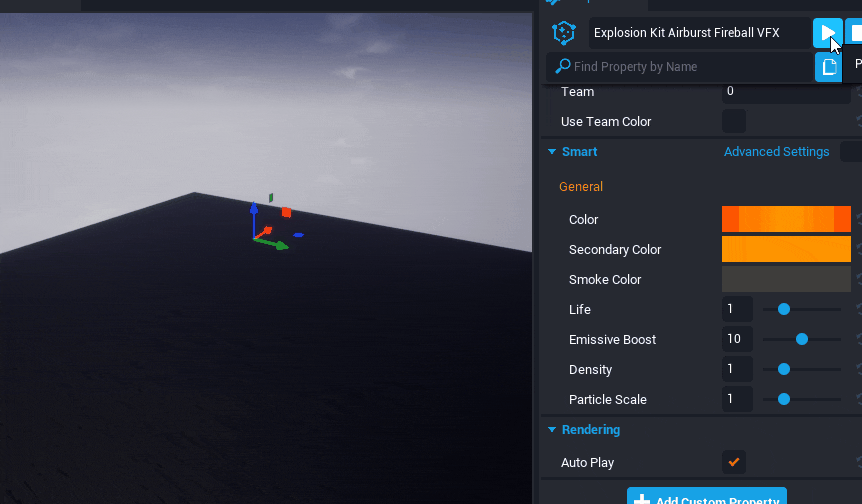 Explosion Kit Airburst Fireball VFX
Find Property by Name
P
Team 0
Use Team Color
Smart Advanced Settings
General
Color
Secondary Color
Smoke Color
Life 1
Emissive Boost 10
Density 1
Particle Scale 1
Rendering
Auto Play
Add Custom Property